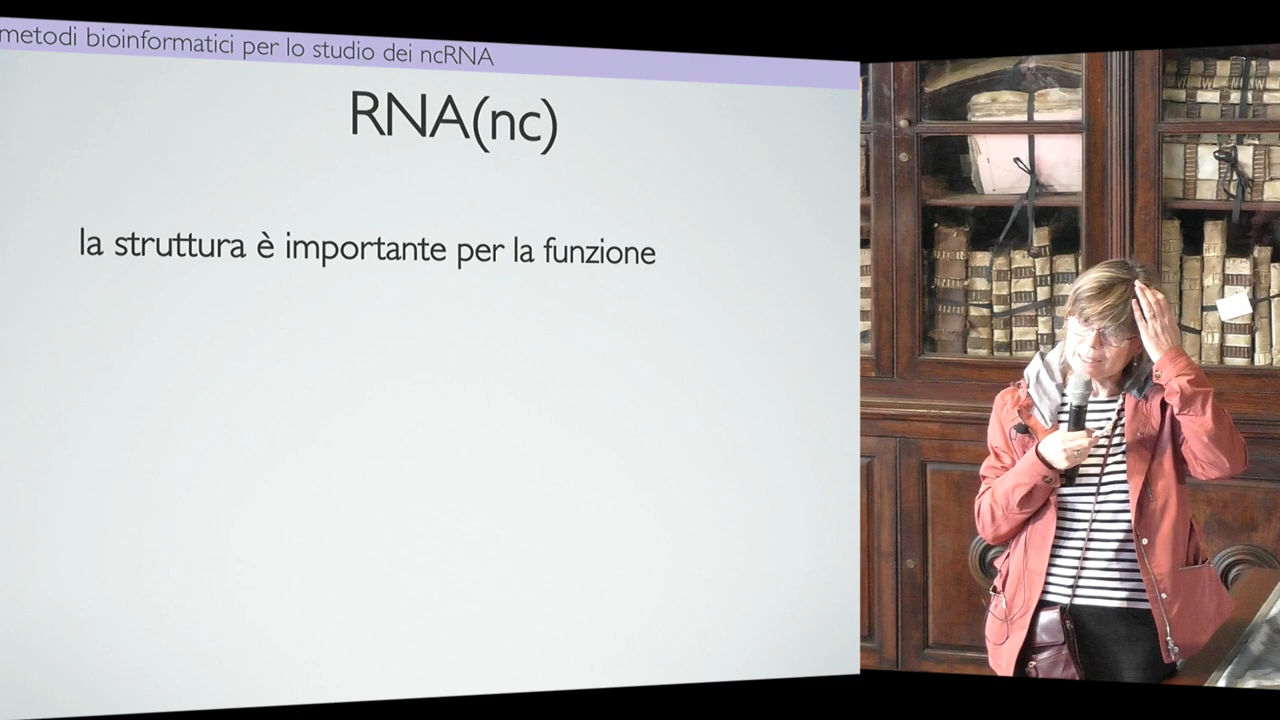 metodi bioinformatici per lo studio dei ncRNA
RNA(nc)
la struttura è importante per la funzione